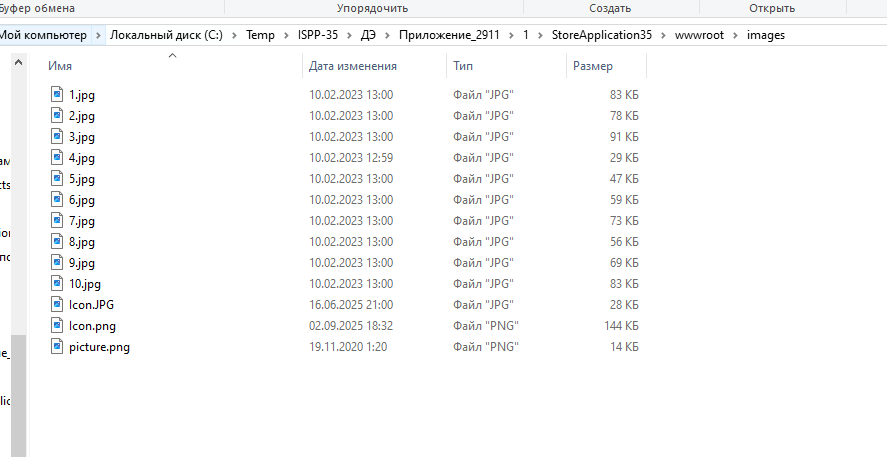 Буфер обмена Упорядочить Создать Открыть
Мой компьютер > Локальный диск (C:) > Temp > ISPP-35 > ДЭ > Приложение_2911 > 1 > StoreApplication35 > wwwroot > images
Имя Дата изменения Тип Размер
1.jpg 10.02.2023 13:00 Файл "JPG" 83 КБ
2.jpg 10.02.2023 13:00 Файл "JPG" 78 КБ
3.jpg 10.02.2023 13:00 Файл "JPG" 91 КБ
4.jpg 10.02.2023 12:59 Файл "JPG" 29 КБ
5.jpg 10.02.2023 13:00 Файл "JPG" 47 КБ
6.jpg 10.02.2023 13:00 Файл "JPG" 59 КБ
7.jpg 10.02.2023 13:00 Файл "JPG" 73 КБ
8.jpg 10.02.2023 13:00 Файл "JPG" 56 КБ
9.jpg 10.02.2023 13:00 Файл "JPG" 69 КБ
10.jpg 10.02.2023 13:00 Файл "JPG" 83 КБ
Icon.JPG 16.06.2025 21:00 Файл "JPG" 28 КБ
Icon.png 02.09.2025 18:32 Файл "PNG" 144 КБ
picture.png 19.11.2020 1:20 Файл "PNG" 14 КБ